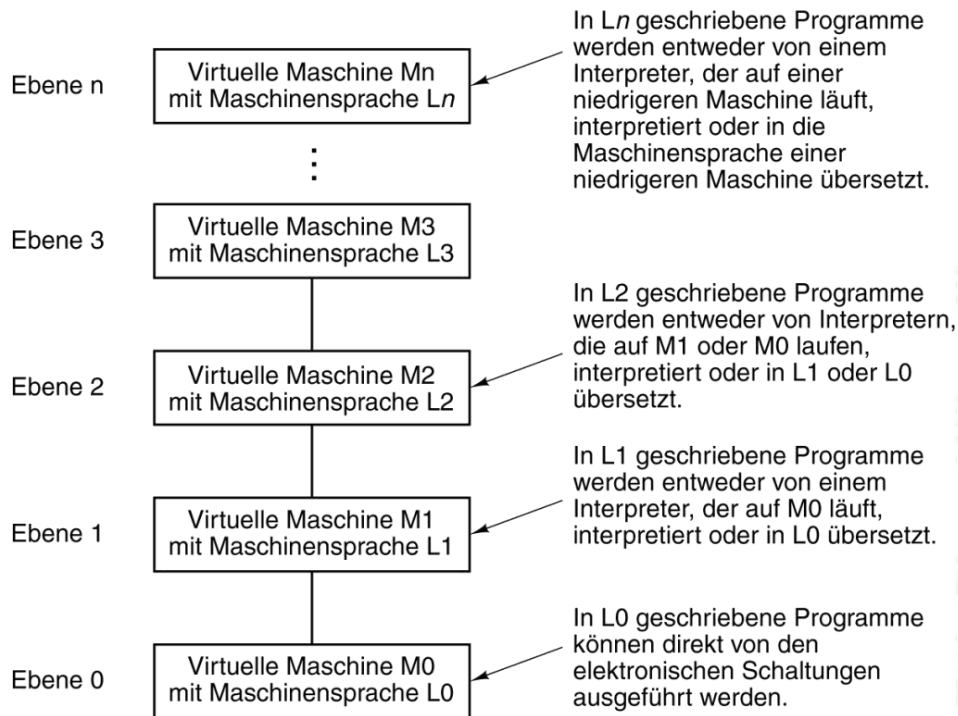 Ebene n
Virtuelle Maschine Mn
mit Maschinensprache Ln
In Ln geschriebene Programme
werden entweder von einem
Interpreter, der auf einer
niedrigeren Maschine läuft,
interpretiert oder in die
Maschinensprache einer
niedrigeren Maschine übersetzt.
Ebene 3
Virtuelle Maschine M3
mit Maschinensprache L3
Ebene 2
Virtuelle Maschine M2
mit Maschinensprache L2
In L2 geschriebene Programme
werden entweder von Interpretern,
die auf M1 oder M0 laufen,
interpretiert oder in L1 oder L0
übersetzt.
Ebene 1
Virtuelle Maschine M1
mit Maschinensprache L1
In L1 geschriebene Programme
werden entweder von einem
Interpreter, der auf M0 läuft,
interpretiert oder in L0 übersetzt.
Ebene 0
Virtuelle Maschine M0
mit Maschinensprache L0
In L0 geschriebene Programme
können direkt von den
elektronischen Schaltungen
ausgeführt werden.